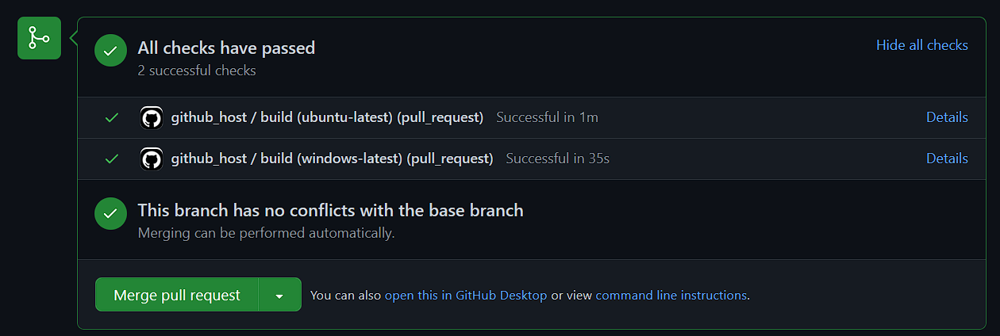 All checks have passed
Hide all checks
2 successful checks
github_host / build (ubuntu-latest) (pull_request) Successful in 1m
Details
github_host / build (windows-latest) (pull_request) Successful in 35s
Details
This branch has no conflicts with the base branch
Merging can be performed automatically.
Merge pull request
You can also open this in GitHub Desktop or view command line instructions.